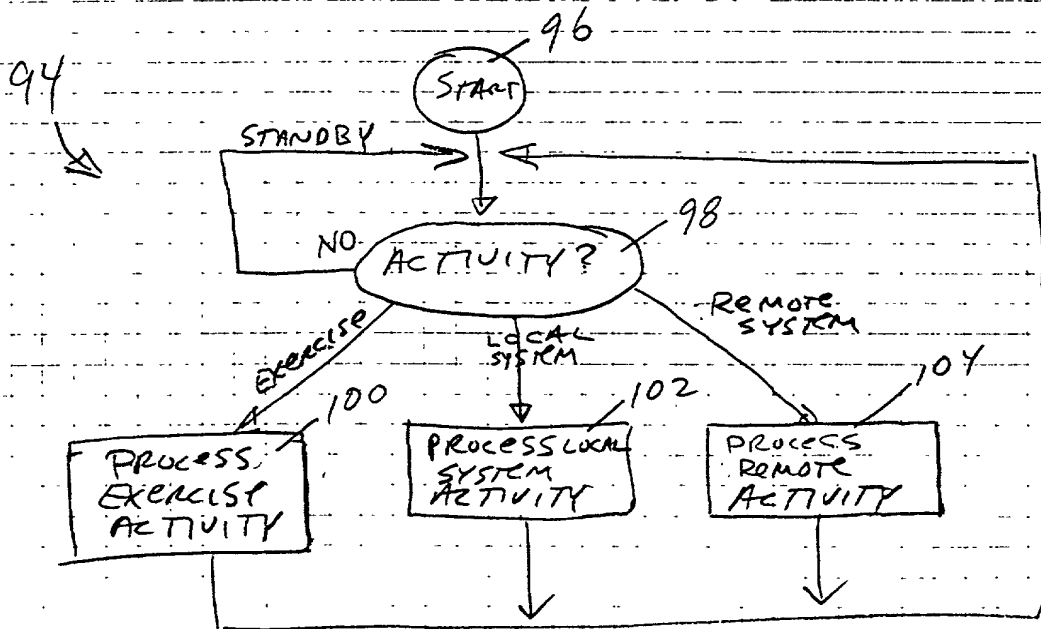 96
94
START
STANDBY
98
NO
ACTIVITY?
REMOTE
SYSTEM
LOCAL
SYSTEM
EXERCISE
100
102
104
PROCESS
EXERCISE
ACTIVITY
PROCESS LOCAL
SYSTEM
ACTIVITY
PROCESS
REMOTE
ACTIVITY